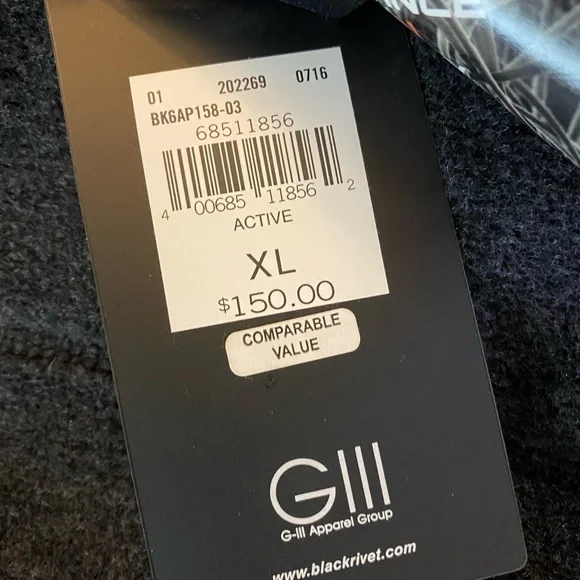 NCE
01 202269 0716
BK6AP158-03
68511856
4 00685 11856 2
ACTIVE
XL
$150.00
COMPARABLE
VALUE
GIII
G-III Apparel Group
www.blackrivet.com